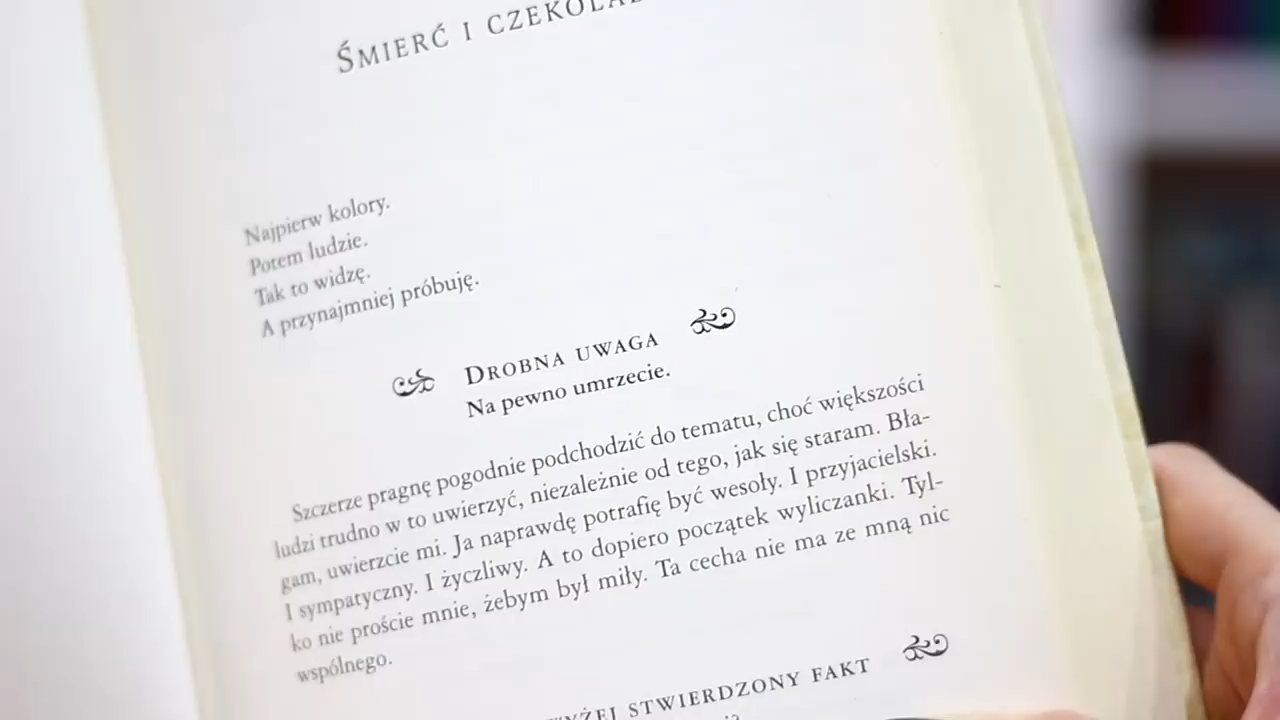 ŚMIERĆ I
Najpierw kolory.
Potem ludzie.
Tak to widzę.
A przynajmniej próbuję.
DROBNA UWAGA
Na pewno umrzecie.
Szczerze pragnę pogodnie podchodzić do tematu, choć większości
ludzi trudno w to uwierzyć, niezależnie od tego, jak się staram. Bła-
gam, uwierzcie mi. Ja naprawdę potrafię być wesoły. I przyjacielski.
I sympatyczny. I życzliwy. A to dopiero początek wyliczanki. Tyl-
ko nie proście mnie, żebym był miły. Ta cecha nie ma ze mną nic
wspólnego.
STWIERDZONY FAKT